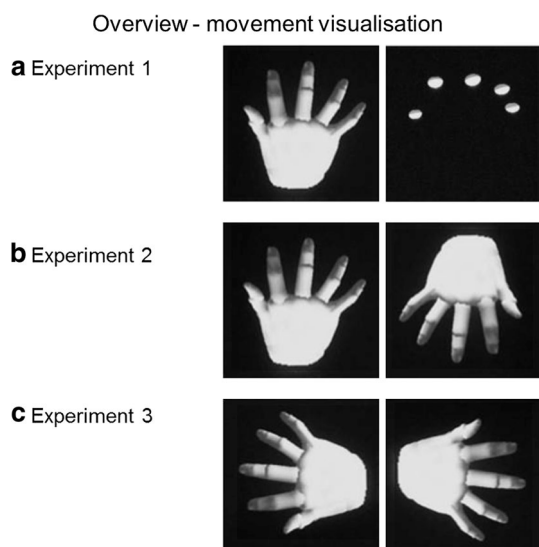 Overview - movement visualisation
a Experiment 1
b Experiment 2
c Experiment 3